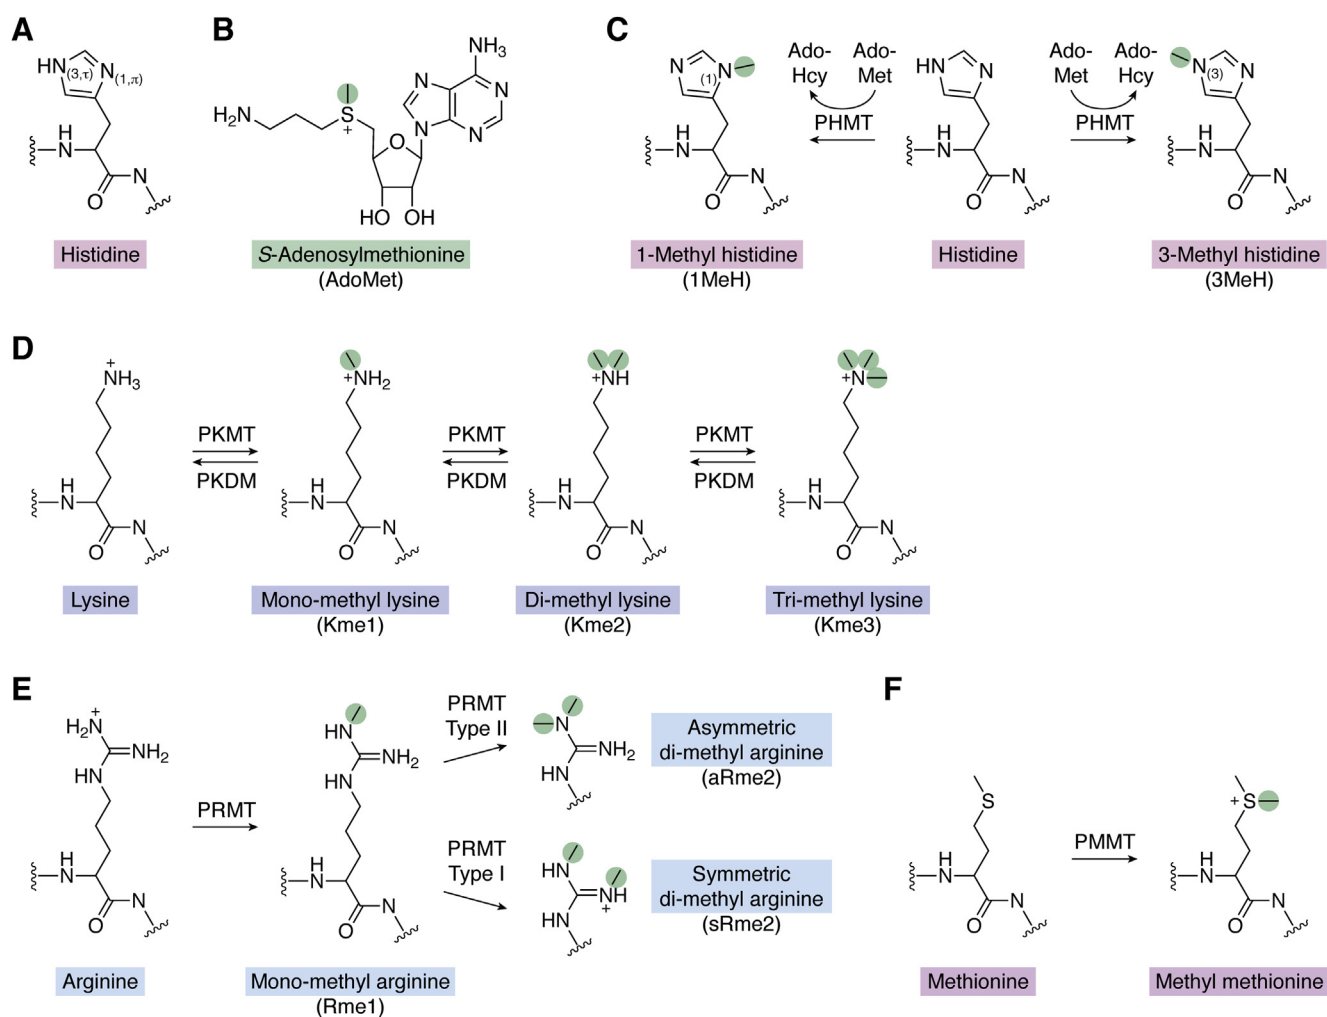 A
HN
(3,τ)
N
(1,π)
H
N
O
N
Histidine
B
NH3
N
N
N
N
H2N
S
+
O
HO
OH
S-Adenosylmethionine
(AdoMet)
C
N
N
(1)
H
N
O
N
1-Methyl histidine
(1MeH)
Ado-
Hcy
Ado-
Met
PHMT
HN
N
H
N
O
N
Histidine
Ado-
Met
Ado-
Hcy
PHMT
N
(3)
N
H
N
O
N
3-Methyl histidine
(3MeH)
D
+
NH3
H
N
O
N
Lysine
PKMT
PKDM
+NH2
H
N
O
N
Mono-methyl lysine
(Kme1)
PKMT
PKDM
+NH
H
N
O
N
Di-methyl lysine
(Kme2)
PKMT
PKDM
+N
H
N
O
N
Tri-methyl lysine
(Kme3)
E
+
H2N
NH2
HN
H
N
O
N
Arginine
PRMT
HN
NH2
HN
H
N
O
N
Mono-methyl arginine
(Rme1)
PRMT
Type II
N
NH2
HN
Asymmetric
di-methyl arginine
(aRme2)
PRMT
Type I
HN
NH
+
HN
Symmetric
di-methyl arginine
(sRme2)
F
S
H
N
O
N
Methionine
PMMT
+S
H
N
O
N
Methyl methionine